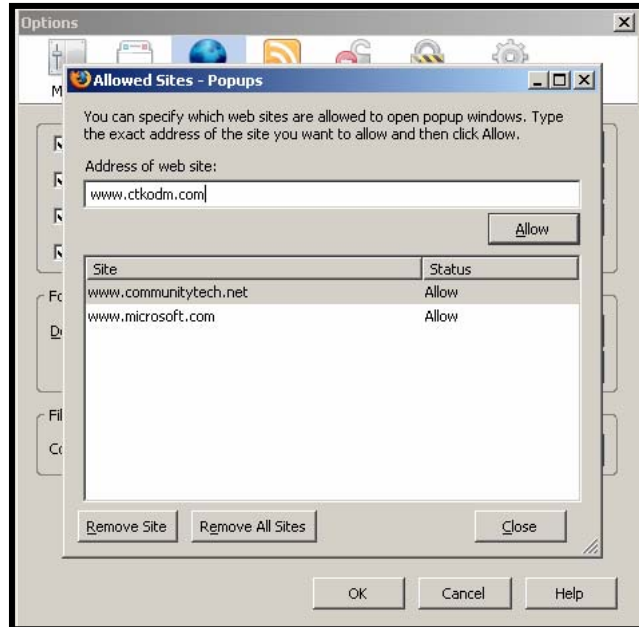 Options
M
Allowed Sites - Popups
You can specify which web sites are allowed to open popup windows. Type
the exact address of the site you want to allow and then click Allow.
Address of web site:
www.ctkodm.com
Allow
Site Status
www.communitytech.net Allow
www.microsoft.com Allow
Fo
D
Fil
Co
Remove Site Remove All Sites Close
OK Cancel Help